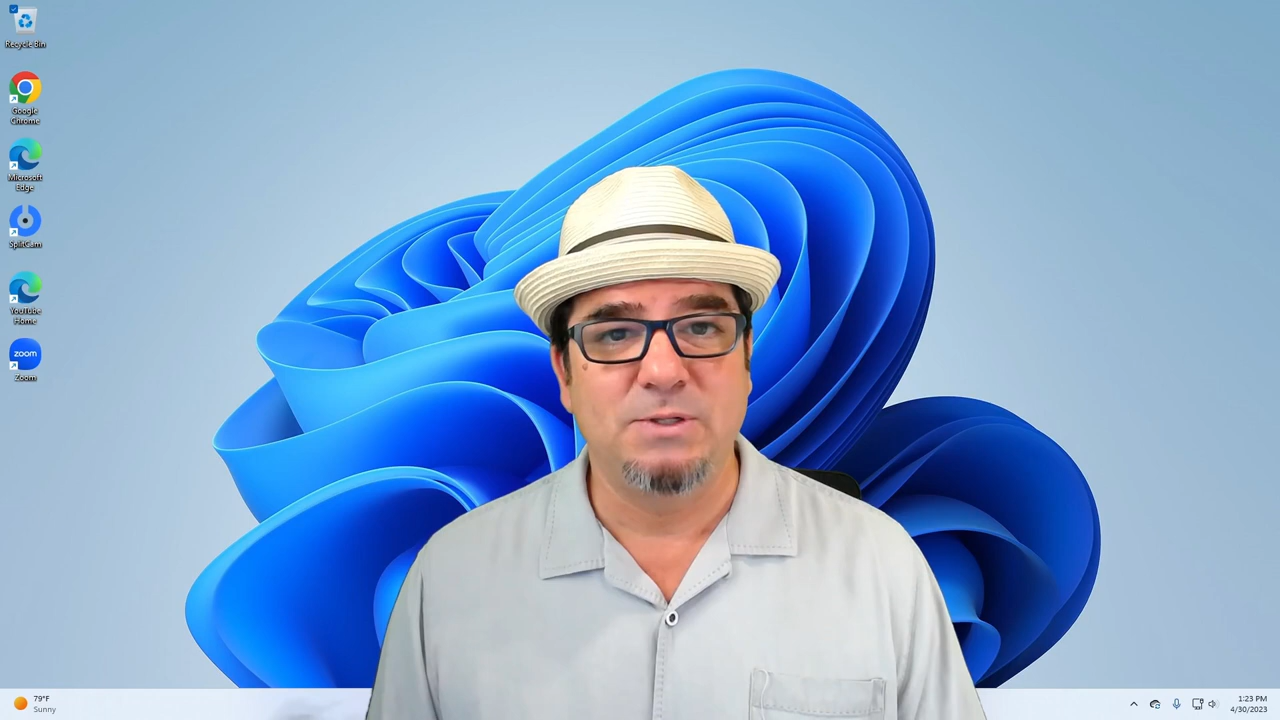 Recycle Bin
Google
Chrome
Microsoft
Edge
SplitCam
YouTube
Home
zoom
Zoom
79°F
Sunny
1:23 PM
4/30/2023